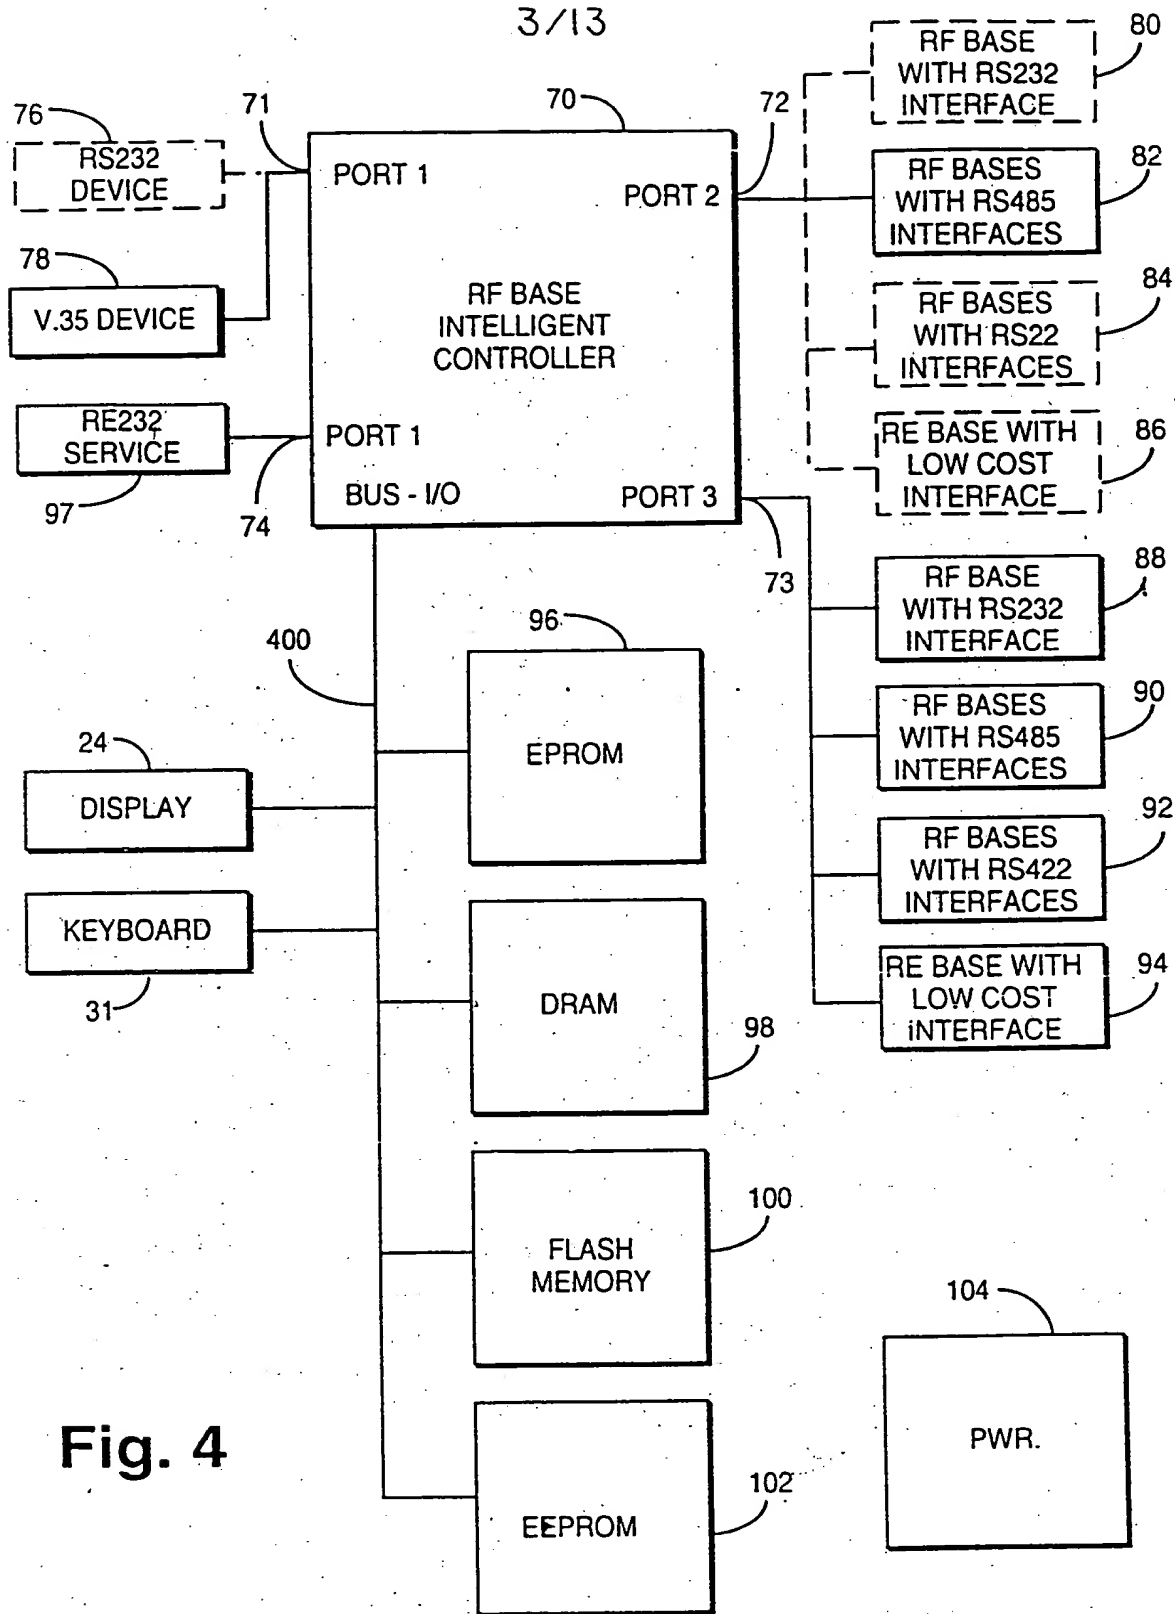 3/13
80
RF BASE
WITH RS232
INTERFACE
76
71
70
72
RS232
DEVICE
PORT 1
PORT 2
RF BASES
WITH RS485
INTERFACES
82
78
V.35 DEVICE
RF BASE
INTELLIGENT
CONTROLLER
84
RF BASES
WITH RS22
INTERFACES
RE232
SERVICE
97
74
PORT 1
BUS - I/O
PORT 3
73
RE BASE WITH
LOW COST
INTERFACE
86
88
RF BASE
WITH RS232
INTERFACE
400
96
EPROM
90
RF BASES
WITH RS485
INTERFACES
24
DISPLAY
92
RF BASES
WITH RS422
INTERFACES
KEYBOARD
31
DRAM
98
RE BASE WITH
LOW COST
iNTERFACE
94
FLASH
MEMORY
100
104
PWR.
Fig. 4
EEPROM
102